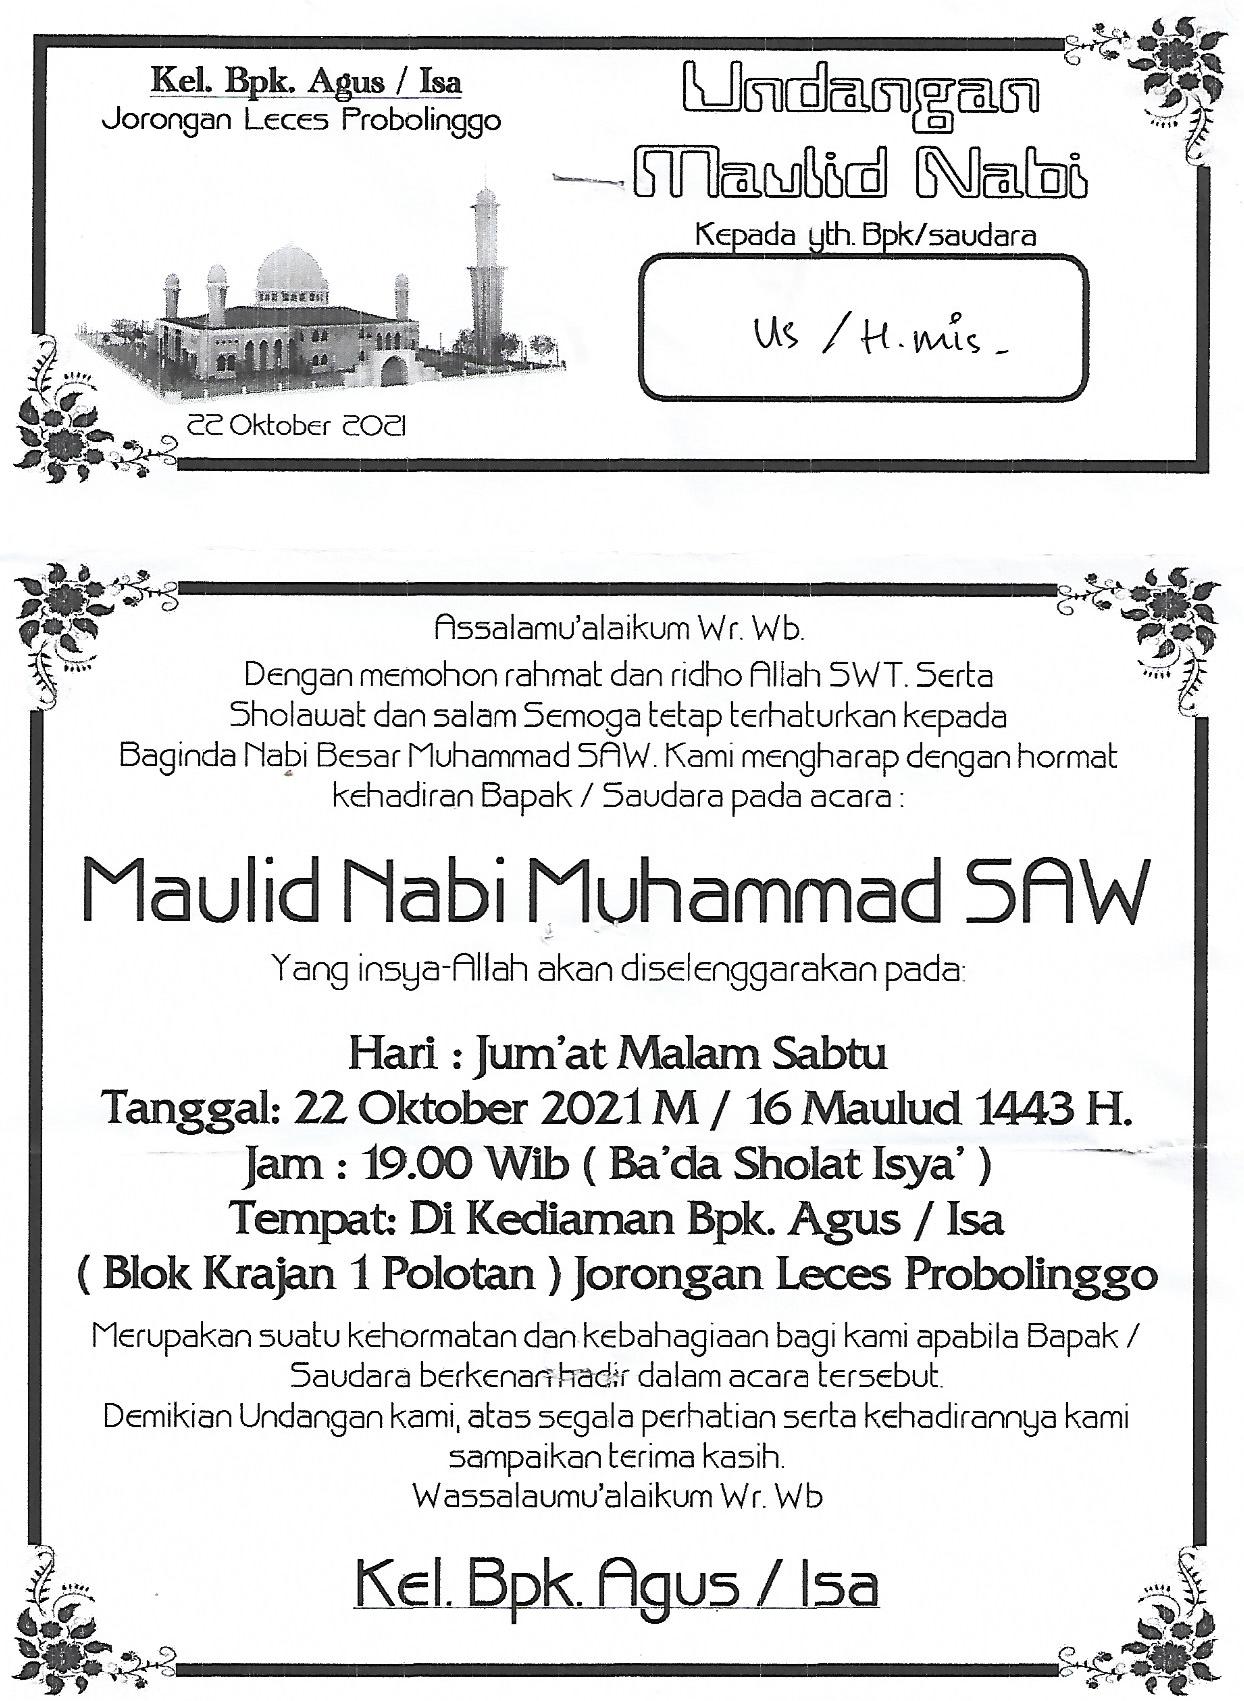 Kel. Bpk. Agus / Isa
Jorongan Leces Probolinggo
22 Oktober 2021
Undangan
Maulid Nabi
Kepada yth. Bpk/saudara
Us / H. mis -
Assalamu'alaikum Wr. Wb.
Dengan memohon rahmat dan ridho Allah SWT. Serta
Sholawat dan salam Semoga tetap terhaturkan kepada
Baginda Nabi Besar Muhammad SAW. Kami mengharap dengan hormat
kehadiran Bapak / Saudara pada acara :
Maulid Nabi Muhammad SAW
Yang insya-Allah akan diselenggarakan pada:
Hari : Jum'at Malam Sabtu
Tanggal: 22 Oktober 2021 M / 16 Maulud 1443 H.
Jam : 19.00 Wib ( Ba'da Sholat Isya' )
Tempat: Di Kediaman Bpk. Agus / Isa
( Blok Krajan 1 Polotan ) Jorongan Leces Probolinggo
Merupakan suatu kehormatan dan kebahagiaan bagi kami apabila Bapak /
Saudara berkenan hadir dalam acara tersebut.
Demikian Undangan kami, atas segala perhatian serta kehadirannya kami
sampaikan terima kasih.
Wassalaumu'alaikum Wr. Wb
Kel. Bpk. Agus / Isa